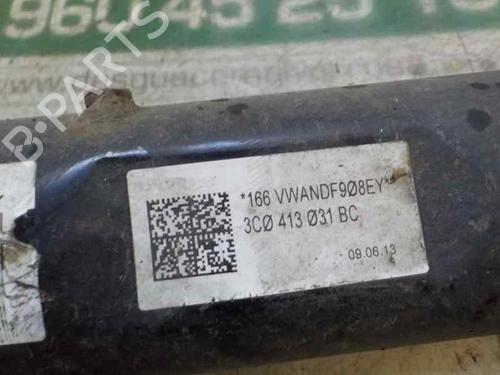 *166 VWANDF9Ø8EY*
3CØ 413 Ø31 BC
09.06.13
B-PARTS